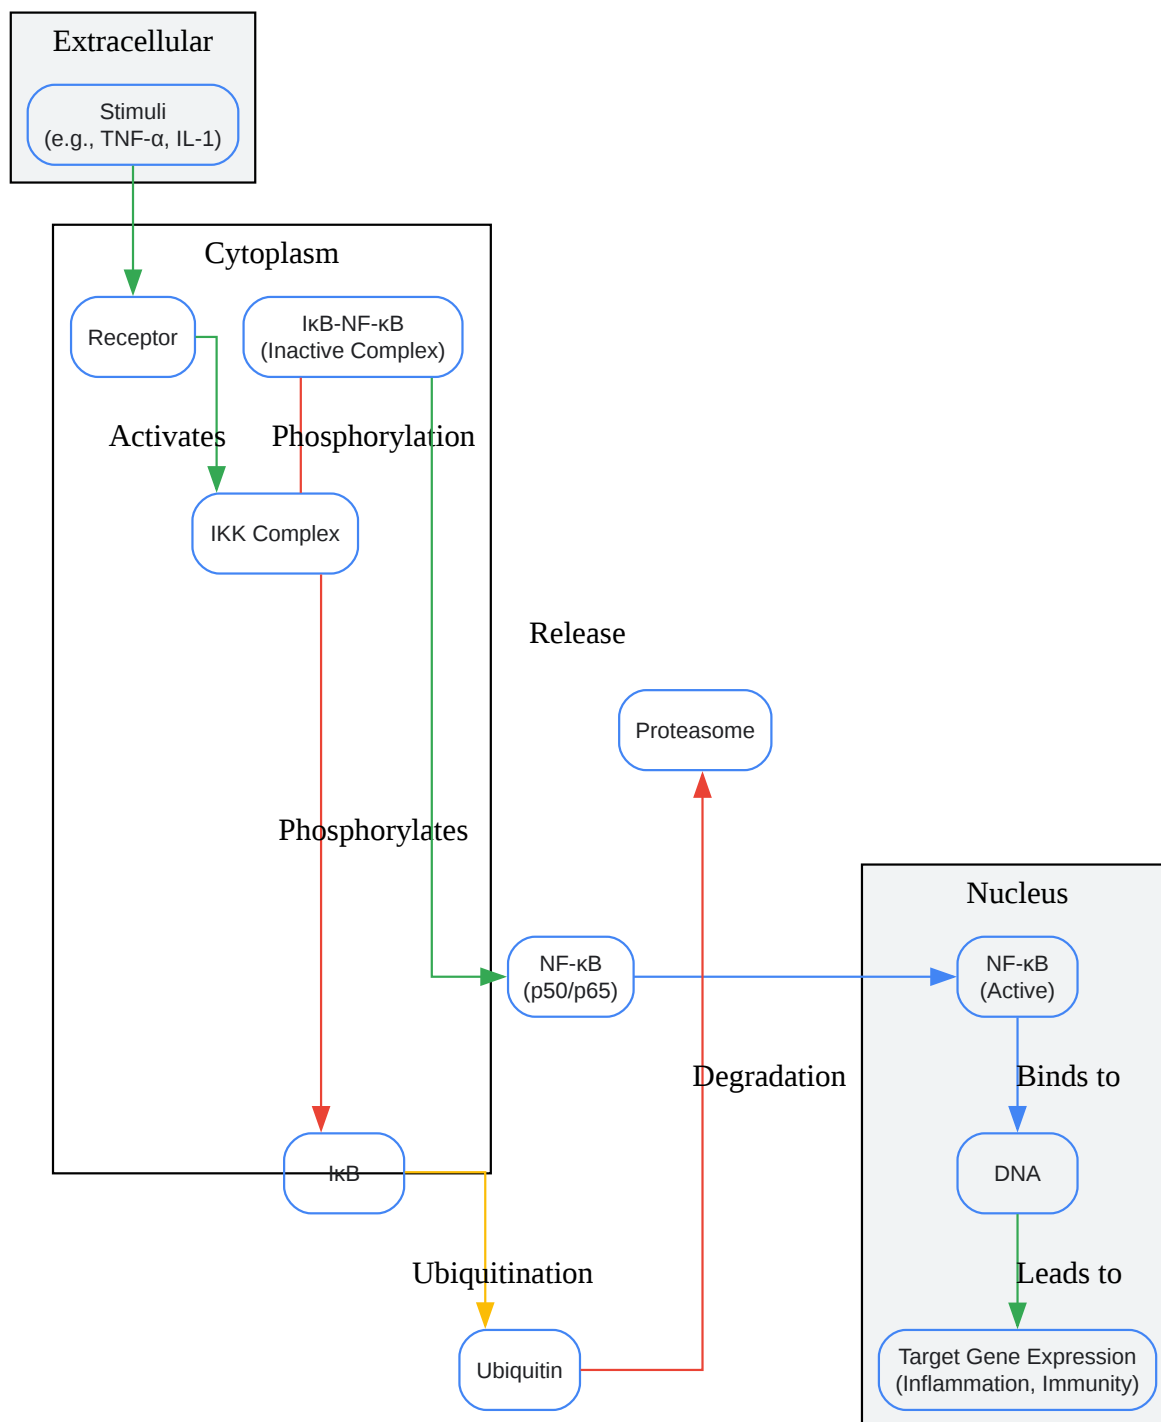 Extracellular
Stimuli
(e.g., TNF-α, IL-1)
Cytoplasm
Receptor
IκB-NF-κB
(Inactive Complex)
Activates
Phosphorylation
IKK Complex
Release
Proteasome
Phosphorylates
Nucleus
NF-κB
(p50/p65)
NF-κB
(Active)
Degradation
Binds to
IκB
DNA
Ubiquitination
Leads to
Ubiquitin
Target Gene Expression
(Inflammation, Immunity)